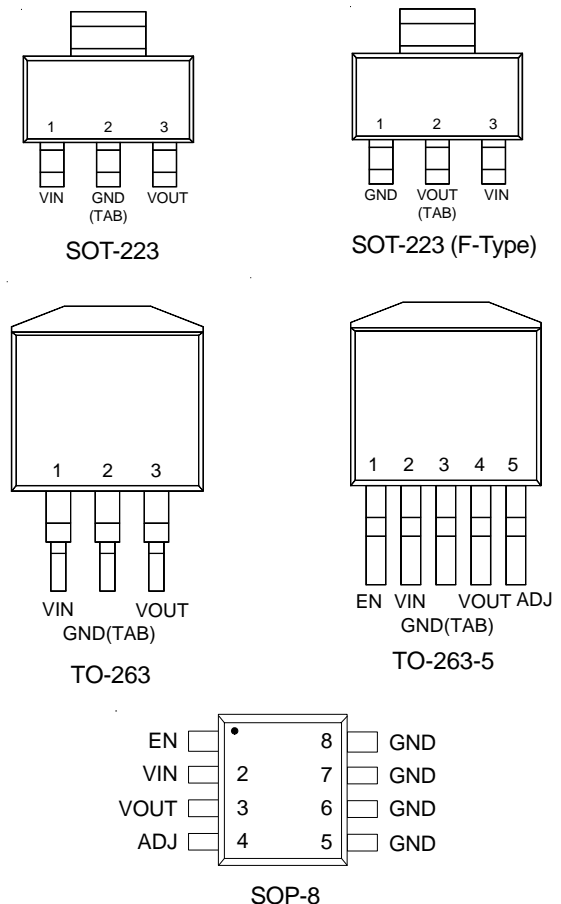 1 2 3
VIN GND VOUT
(TAB)
SOT-223
1 2 3
GND VOUT VIN
(TAB)
SOT-223 (F-Type)
1 2 3
VIN VOUT
GND(TAB)
TO-263
1 2 3 4 5
EN VIN VOUT ADJ
GND(TAB)
TO-263-5
EN 8 GND
VIN 2 7 GND
VOUT 3 6 GND
ADJ 4 5 GND
SOP-8